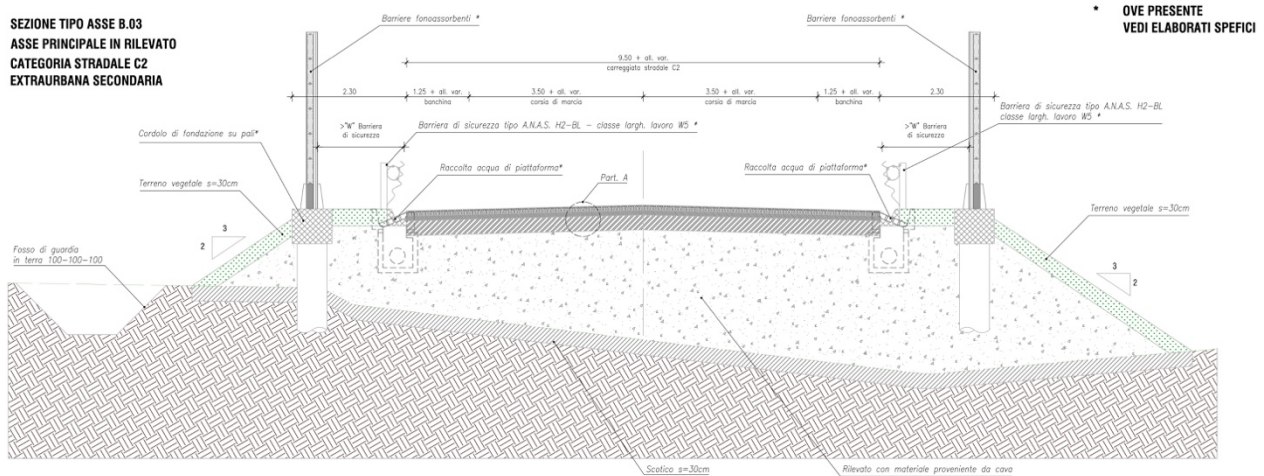 SEZIONE TIPO ASSE B.03
ASSE PRINCIPALE IN RILEVATO
CATEGORIA STRADALE C2
EXTRAURBANA SECONDARIA
* OVE PRESENTE
VEDI ELABORATI SPEFICI
Barriere fonoassorbenti *
Barriere fonoassorbenti *
9.50 + all. var.
carreggiata stradale C2
2.30
1.25 + all. var.
banchina
3.50 + all. var.
corsia di marcia
3.50 + all. var.
corsia di marcia
1.25 + all. var.
banchina
2.30
>"W" Barriera
di sicurezza
Barriera di sicurezza tipo A.N.A.S. H2-BL - classe largh. lavoro W5 *
>"W" Barriera
di sicurezza
Barriera di sicurezza tipo A.N.A.S. H2-BL
classe largh. lavoro W5 *
Cordolo di fondazione su pali*
Raccolta acqua di piattaforma*
Part. A
Raccolta acqua di piattaforma*
Terreno vegetale s=30cm
Terreno vegetale s=30cm
3
2
3
2
Fosso di guardia
in terra 100-100-100
Scotico s=30cm
Rilevato con materiale proveniente da cava